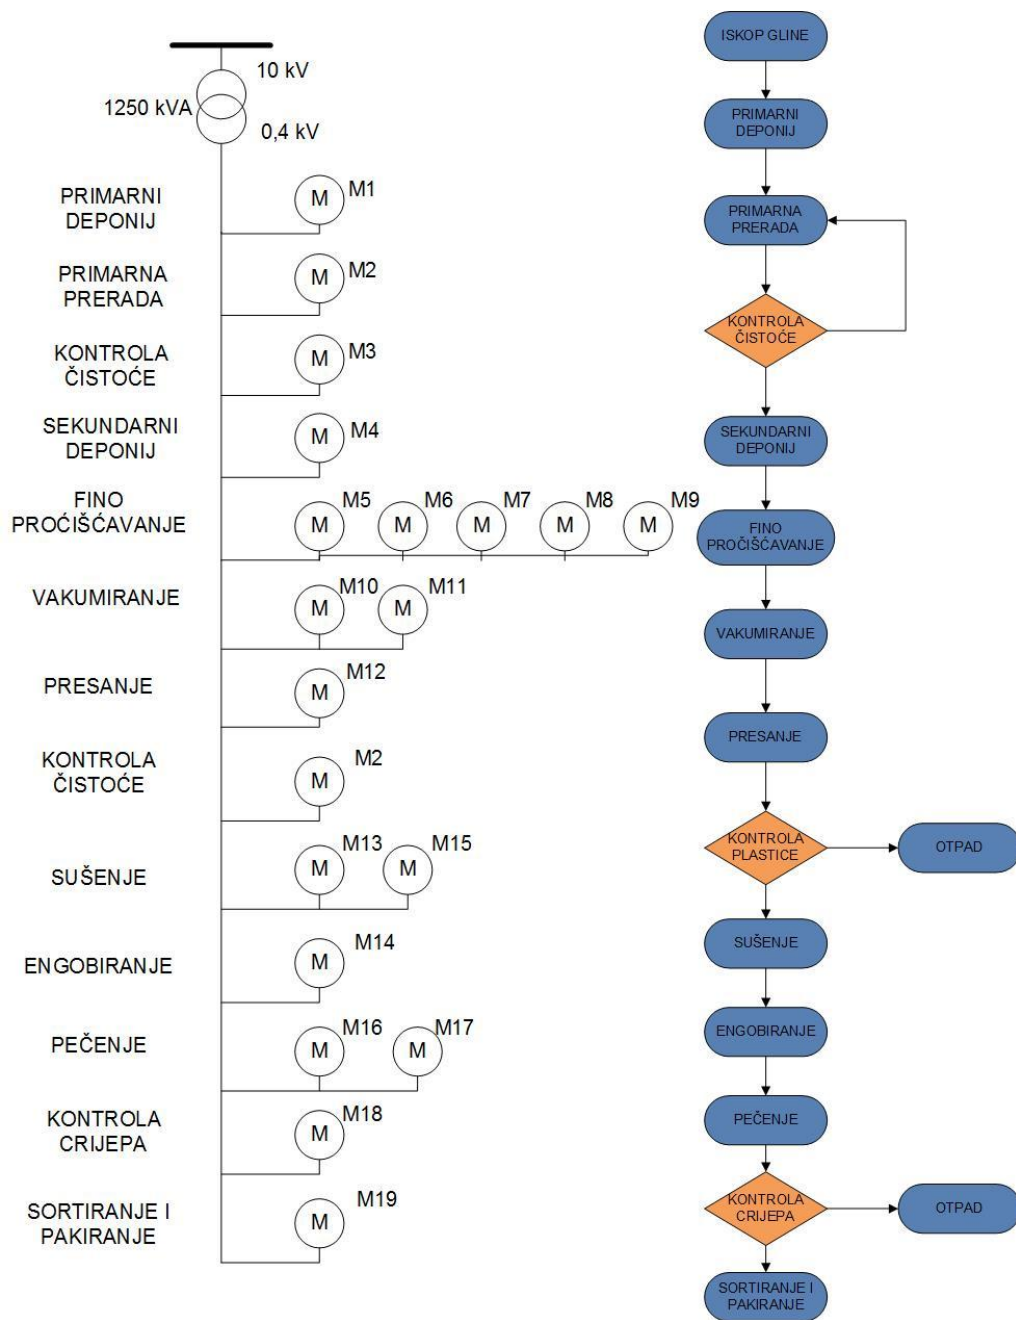 10 kV
1250 kVA
0,4 kV
PRIMARNI
DEPONIJ
M M1
PRIMARNA
PRERADA
M M2
KONTROLA
ČISTOĆE
M M3
SEKUNDARNI
DEPONIJ
M M4
FINO
PROĆIŠĆAVANJE
M M5
M M6
M M7
M M8
M M9
VAKUMIRANJE
M M10
M M11
PRESANJE
M M12
KONTROLA
ČISTOĆE
M M2
SUŠENJE
M M13
M M15
ENGOBIRANJE
M M14
PEČENJE
M M16
M M17
KONTROLA
CRIJEPA
M M18
SORTIRANJE I
PAKIRANJE
M M19
ISKOP GLINE
PRIMARNI
DEPONIJ
PRIMARNA
PRERADA
KONTROLA
ČISTOĆE
SEKUNDARNI
DEPONIJ
FINO
PROČIŠĆAVANJE
VAKUMIRANJE
PRESANJE
KONTROLA
PLASTICE
OTPAD
SUŠENJE
ENGOBIRANJE
PEČENJE
KONTROLA
CRIJEPA
OTPAD
SORTIRANJE I
PAKIRANJE